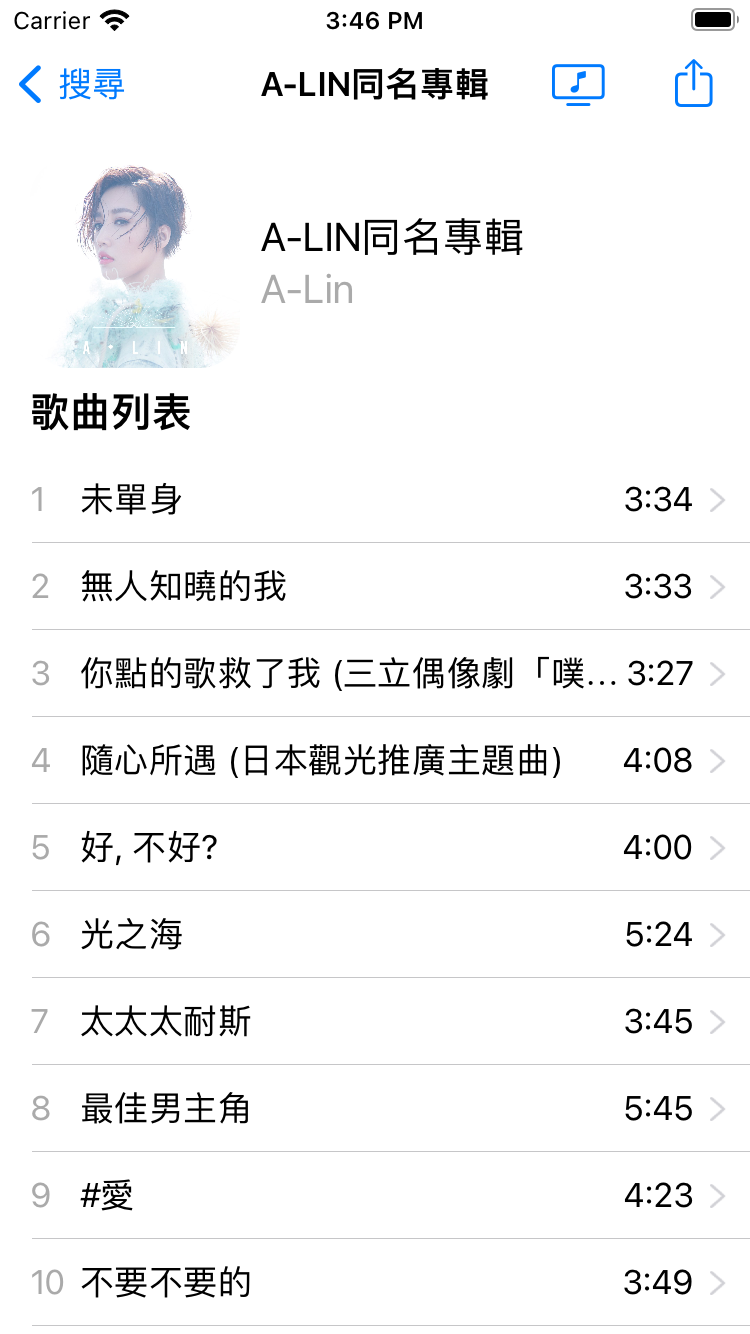 Carrier 3:46 PM
搜尋 A-LIN同名專輯
A-LIN同名專輯
A-Lin
A·LIN
歌曲列表
1 未單身 3:34
2 無人知曉的我 3:33
3 你點的歌救了我 (三立偶像劇「噗... 3:27
4 隨心所遇 (日本觀光推廣主題曲) 4:08
5 好, 不好? 4:00
6 光之海 5:24
7 太太太耐斯 3:45
8 最佳男主角 5:45
9 #愛 4:23
10 不要不要的 3:49